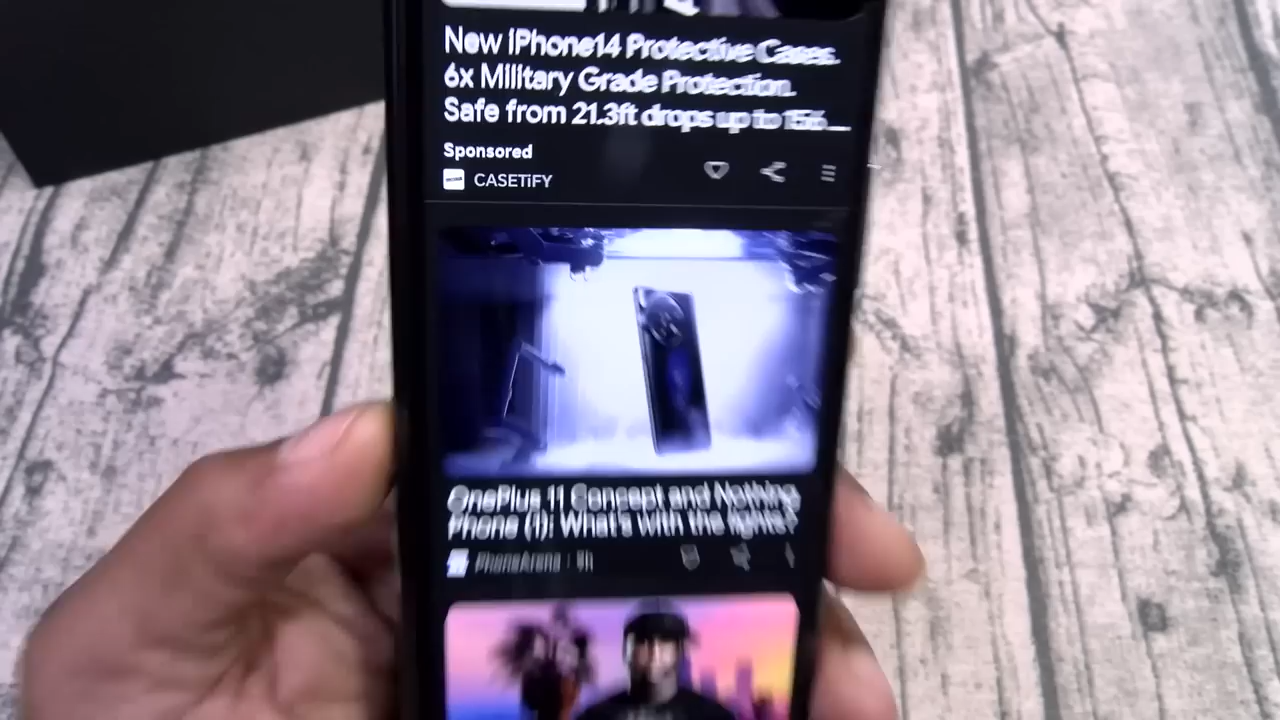 New iPhone14 Protective Cases.
6x Military Grade Protection.
Safe from 21.3ft drops up to 156...
Sponsored
CASETiFY
OnePlus 11 Concept and Nothing
Phone (1): What's with the lights?
PhoneArena